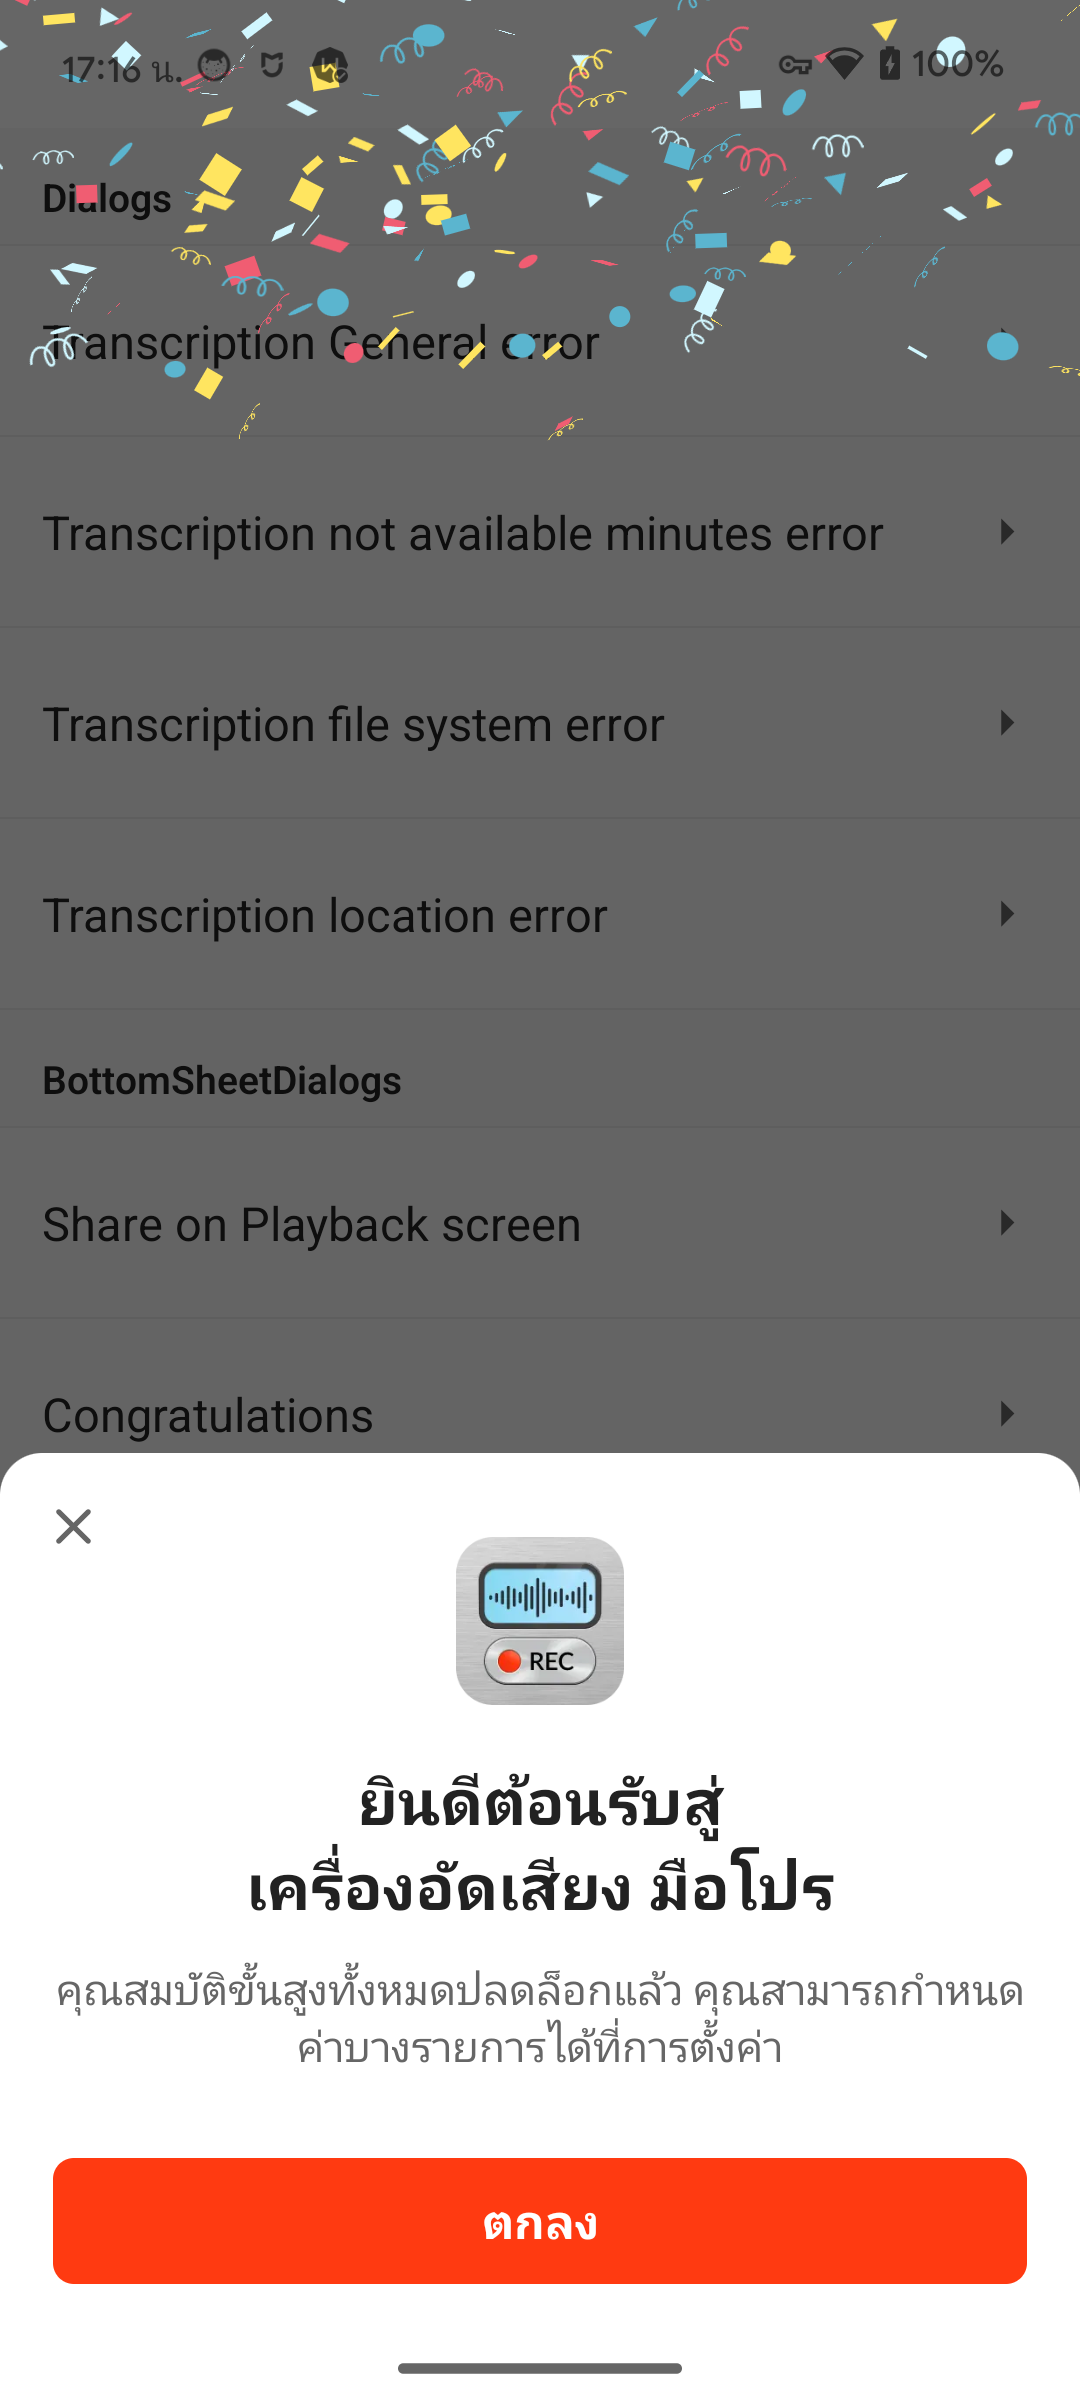 17:16 น.
100%
Dialogs
Transcription General error
Transcription not available minutes error
Transcription file system error
Transcription location error
BottomSheetDialogs
Share on Playback screen
Congratulations
REC
ยินดีต้อนรับสู่
เครื่องอัดเสียง มือโปร
คุณสมบัติขั้นสูงทั้งหมดปลดล็อกแล้ว คุณสามารถกำหนด
ค่าบางรายการได้ที่การตั้งค่า
ตกลง